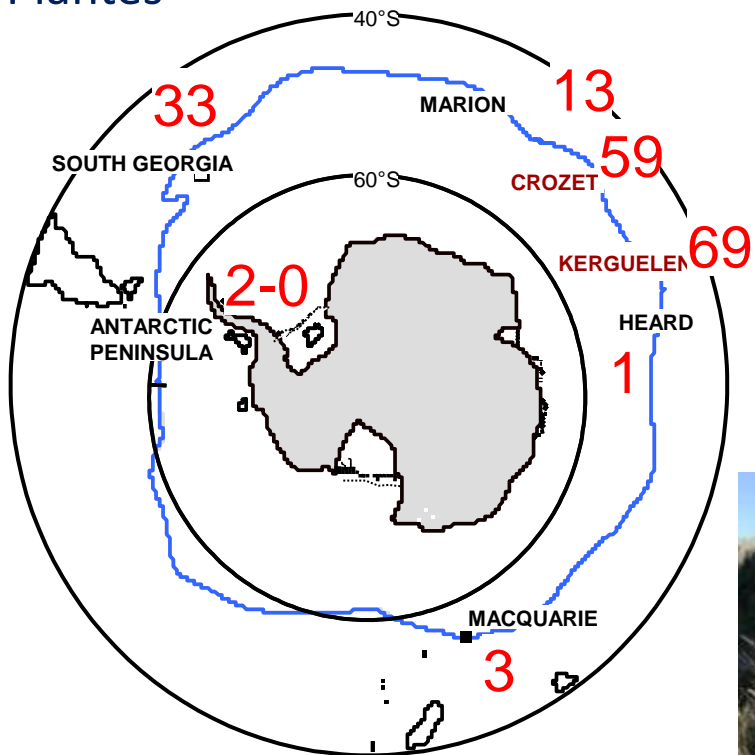 Plantes
40°S
33
13
MARION
59
SOUTH GEORGIA
60°S
CROZET
69
KERGUELEN
2-0
HEARD
ANTARCTIC
PENINSULA
1
MACQUARIE
3